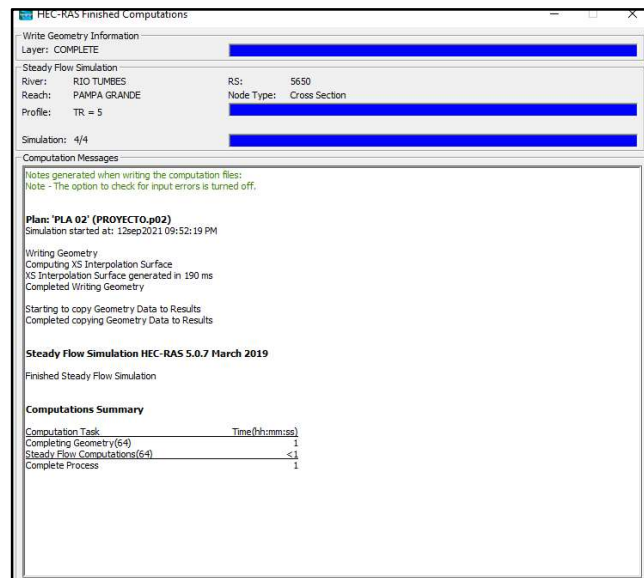 HEC-RAS Finished Computations
Write Geometry Information
Layer: COMPLETE
Steady Flow Simulation
River: RIO TUMBES RS: 5650
Reach: PAMPA GRANDE Node Type: Cross Section
Profile: TR = 5
Simulation: 4/4
Computation Messages
Notes generated when writing the computation files:
Note - The option to check for input errors is turned off.
Plan: 'PLA 02' (PROYECTO.p02)
Simulation started at: 12sep2021 09:52:19 PM
Writing Geometry
Computing XS Interpolation Surface
XS Interpolation Surface generated in 190 ms
Completed Writing Geometry
Starting to copy Geometry Data to Results
Completed copying Geometry Data to Results
Steady Flow Simulation HEC-RAS 5.0.7 March 2019
Finished Steady Flow Simulation
Computations Summary
Computation Task Time(hh:mm:ss)
Completing Geometry(64) 1
Steady Flow Computations(64) <1
Complete Process 1